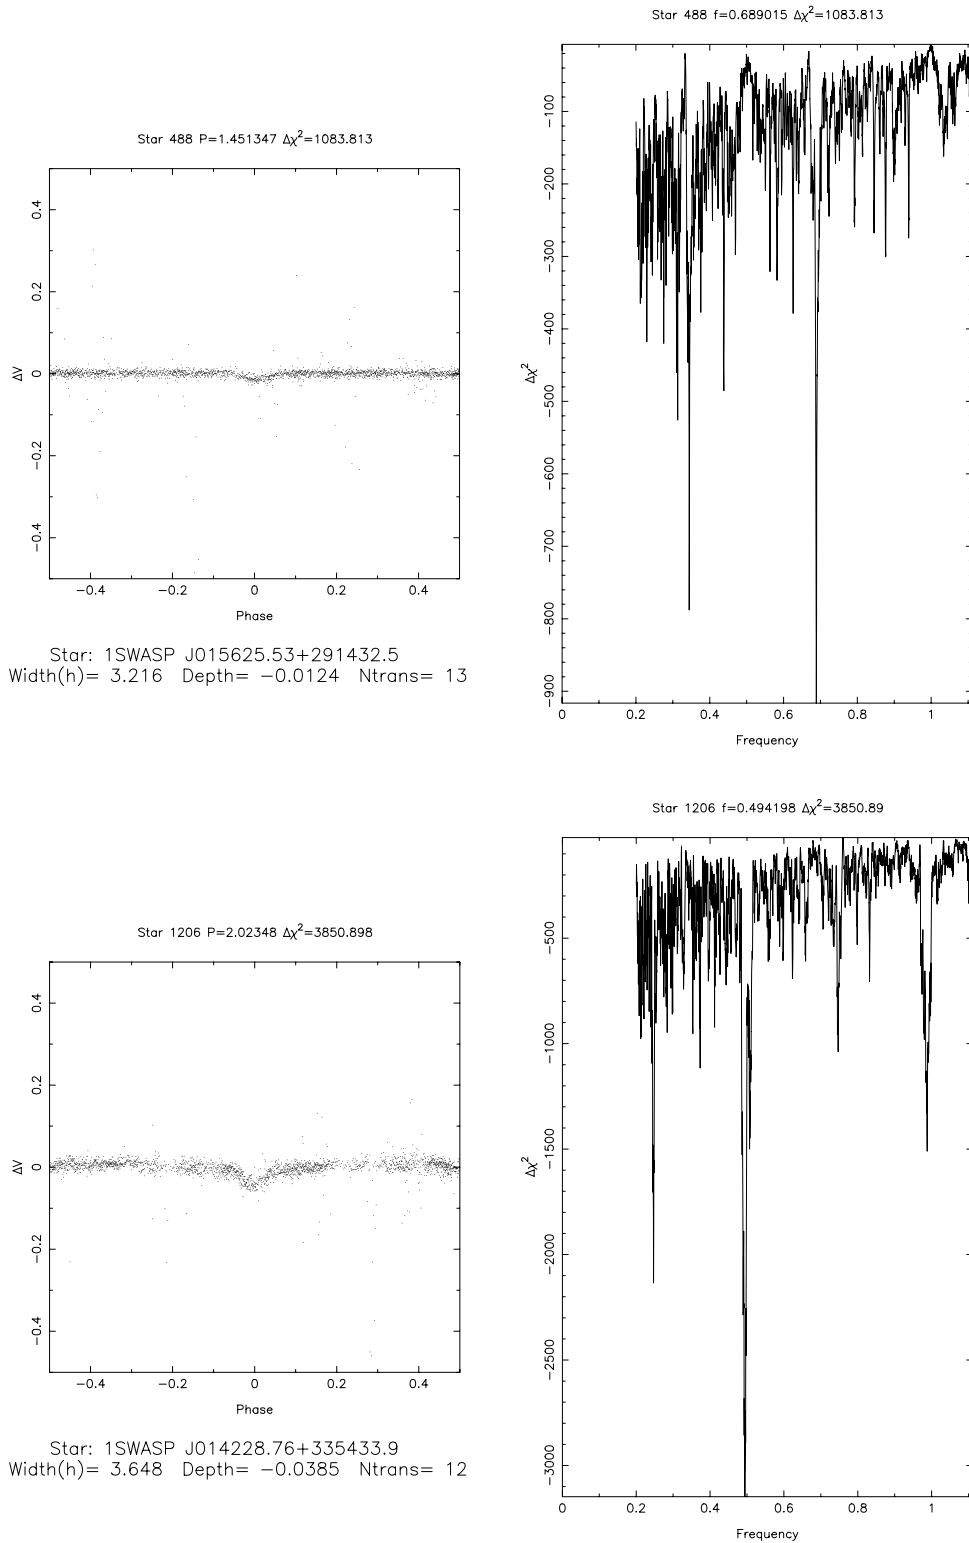 Star 488 f=0.689015 Δχ²=1083.813
−100
−200
−300
−400
−500
−600
−700
−800
−900
Δχ²
0 0.2 0.4 0.6 0.8 1
Frequency
Star 488 P=1.451347 Δχ²=1083.813
0.4
0.2
0
−0.2
−0.4
ΔV
−0.4 −0.2 0 0.2 0.4
Phase
Star: 1SWASP J015625.53+291432.5
Width(h)= 3.216 Depth= −0.0124 Ntrans= 13
Star 1206 f=0.494198 Δχ²=3850.89
−500
−1000
−1500
−2000
−2500
−3000
Δχ²
0 0.2 0.4 0.6 0.8 1
Frequency
Star 1206 P=2.02348 Δχ²=3850.898
0.4
0.2
0
−0.2
−0.4
ΔV
−0.4 −0.2 0 0.2 0.4
Phase
Star: 1SWASP J014228.76+335433.9
Width(h)= 3.648 Depth= −0.0385 Ntrans= 12